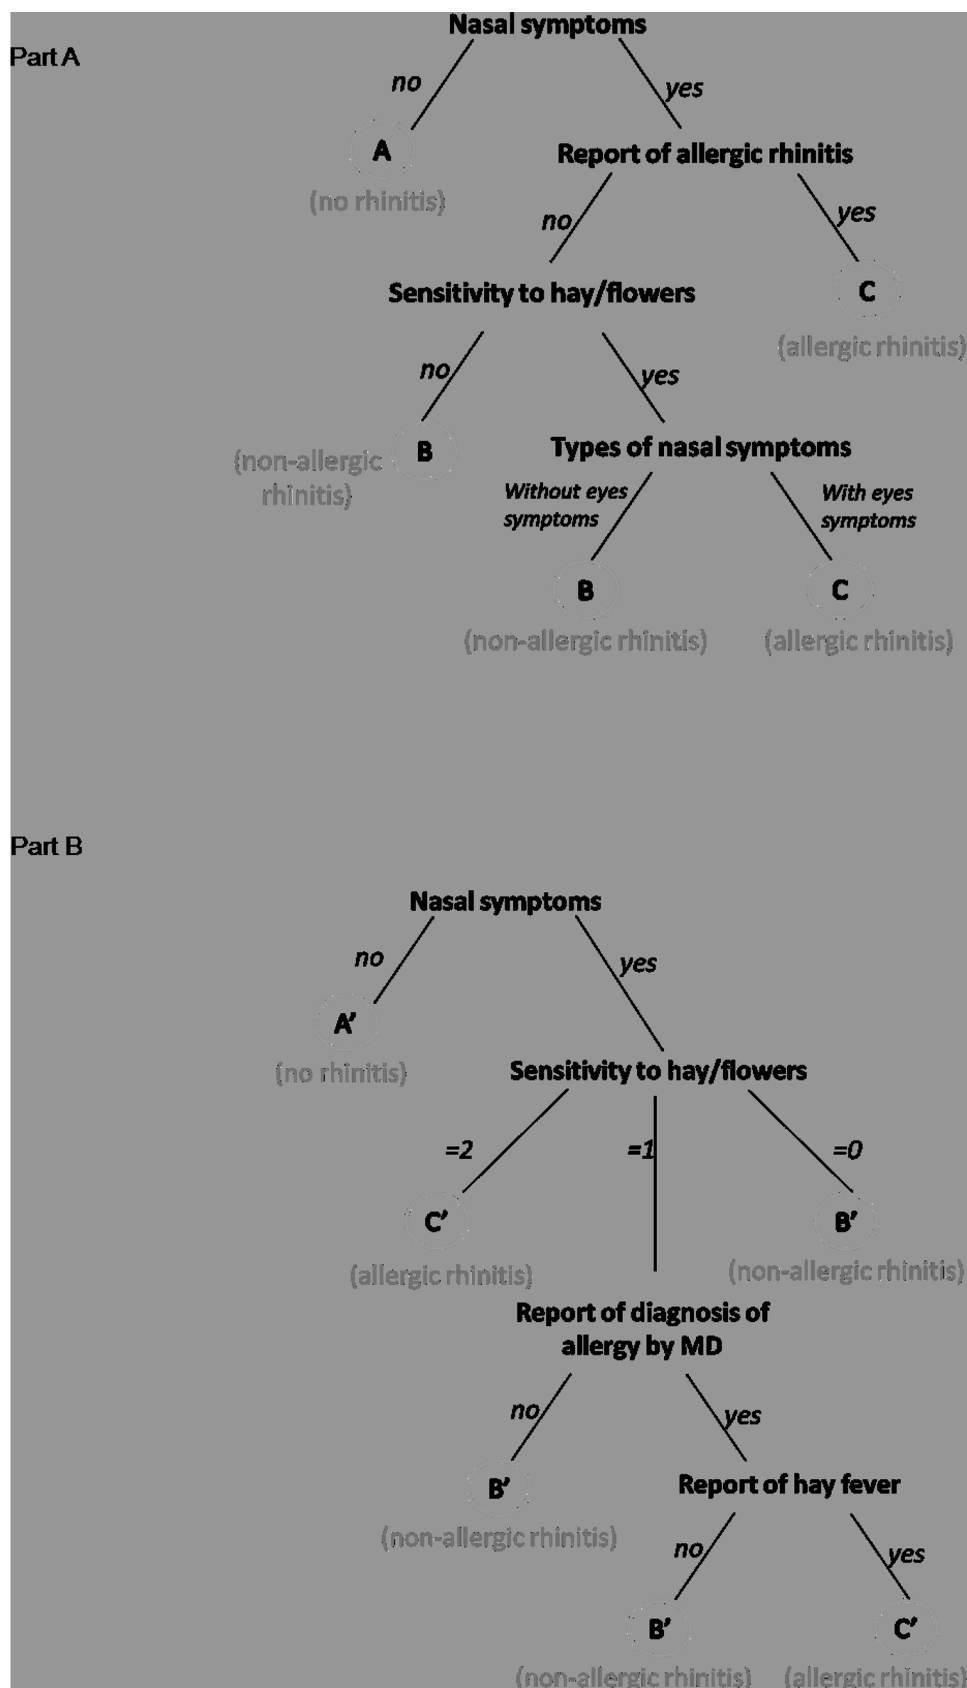 Nasal symptoms
Part A
no
yes
A
Report of allergic rhinitis
(no rhinitis)
no
yes
Sensitivity to hay/flowers
C
(allergic rhinitis)
no
yes
B
Types of nasal symptoms
(non-allergic
rhinitis)
Without eyes
symptoms
With eyes
symptoms
B
C
(non-allergic rhinitis)
(allergic rhinitis)
Part B
Nasal symptoms
no
yes
A’
(no rhinitis)
Sensitivity to hay/flowers
=2
=1
=0
C’
B’
(allergic rhinitis)
(non-allergic rhinitis)
Report of diagnosis of
allergy by MD
no
yes
B’
Report of hay fever
(non-allergic rhinitis)
no
yes
B’
C’
(non-allergic rhinitis)
(allergic rhinitis)